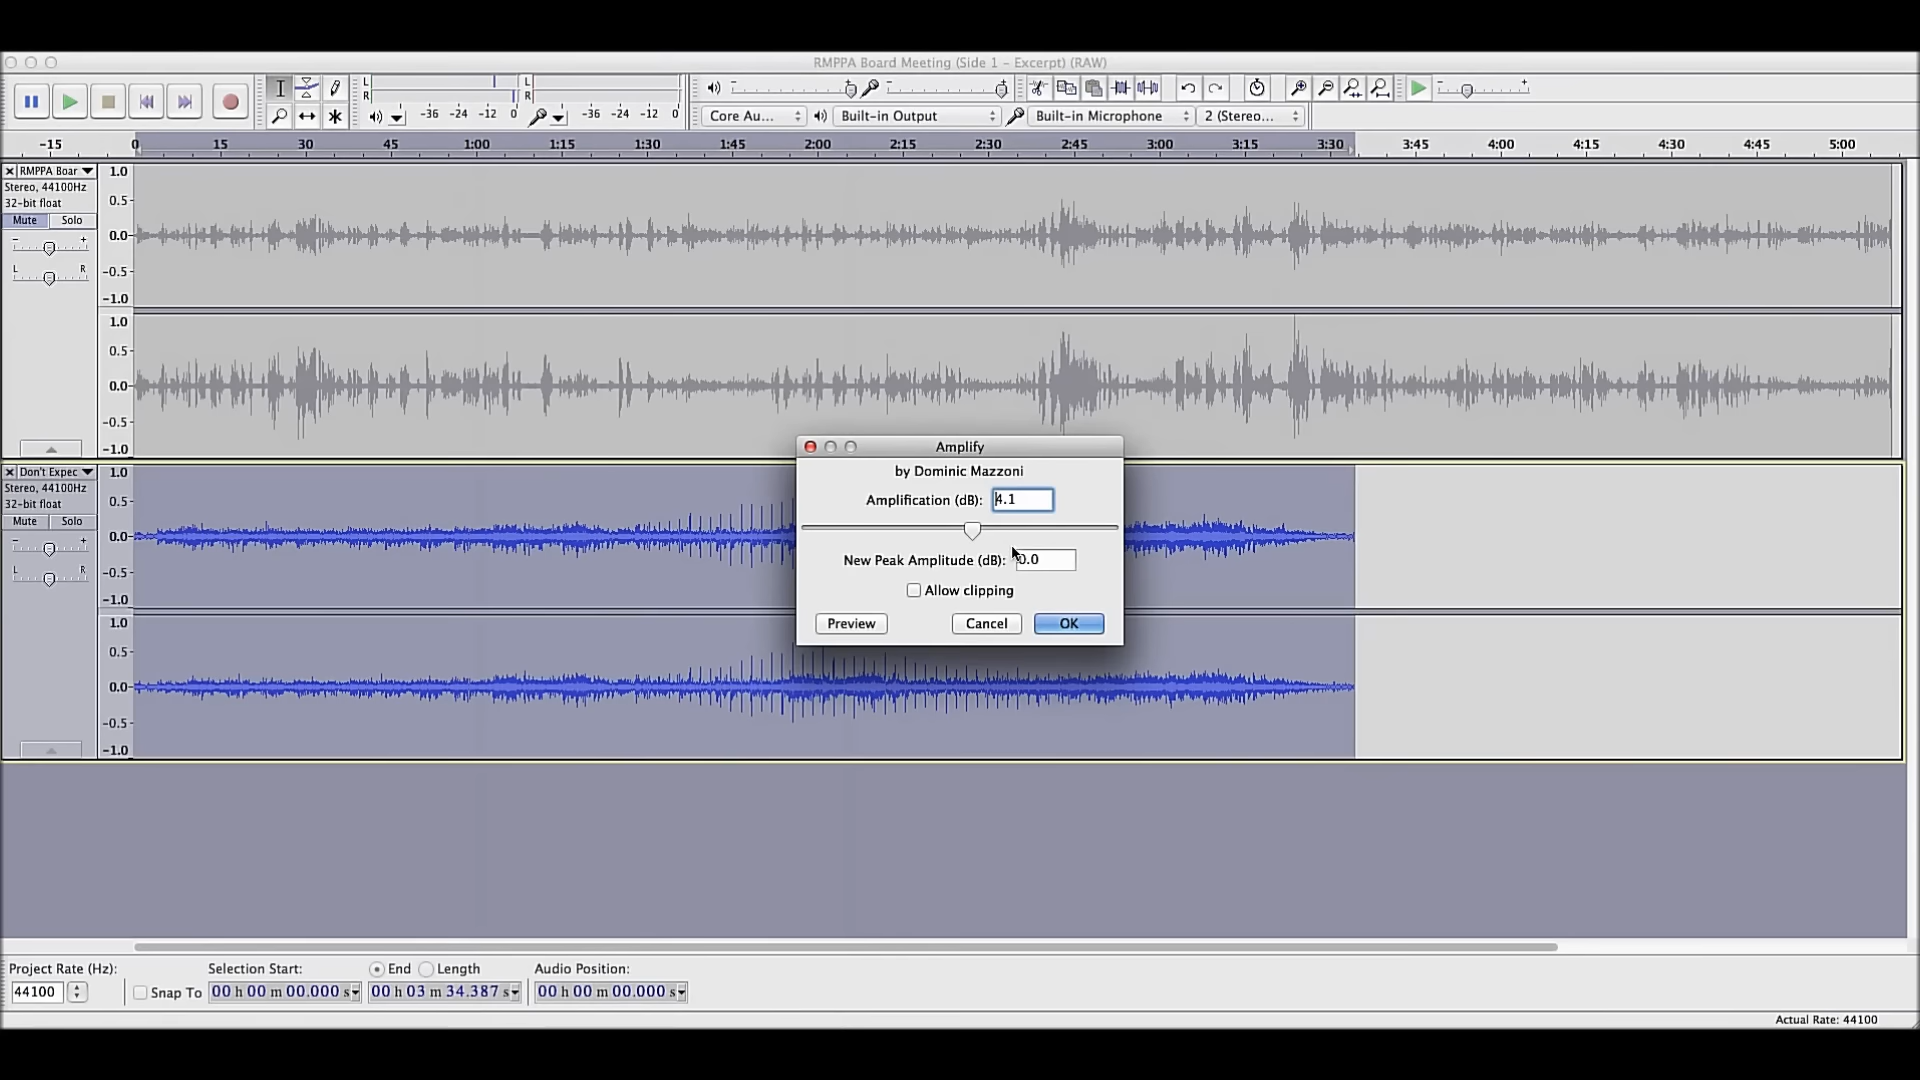 RMPPA Board Meeting (Side 1 - Excerpt) (RAW)
L
R
-36 -24 -12 0
L
R
-36 -24 -12 0
Core Au... Built-in Output Built-in Microphone 2 (Stereo...
-15 0 15 30 45 1:00 1:15 1:30 1:45 2:00 2:15 2:30 2:45 3:00 3:15 3:30 3:45 4:00 4:15 4:30 4:45 5:00
RMPPA Boar
Stereo, 44100Hz
32-bit float
Mute Solo
- +
L R
1.0
0.5
0.0
-0.5
-1.0
1.0
0.5
0.0
-0.5
-1.0
Don't Expec
Stereo, 44100Hz
32-bit float
Mute Solo
- +
L R
1.0
0.5
0.0
-0.5
-1.0
1.0
0.5
0.0
-0.5
-1.0
Amplify
by Dominic Mazzoni
Amplification (dB): 4.1
New Peak Amplitude (dB): 0.0
Allow clipping
Preview Cancel OK
Project Rate (Hz): Selection Start: End Length Audio Position:
44100 Snap To 00 h 00 m 00.000 s 00 h 03 m 34.387 s 00 h 00 m 00.000 s
Actual Rate: 44100